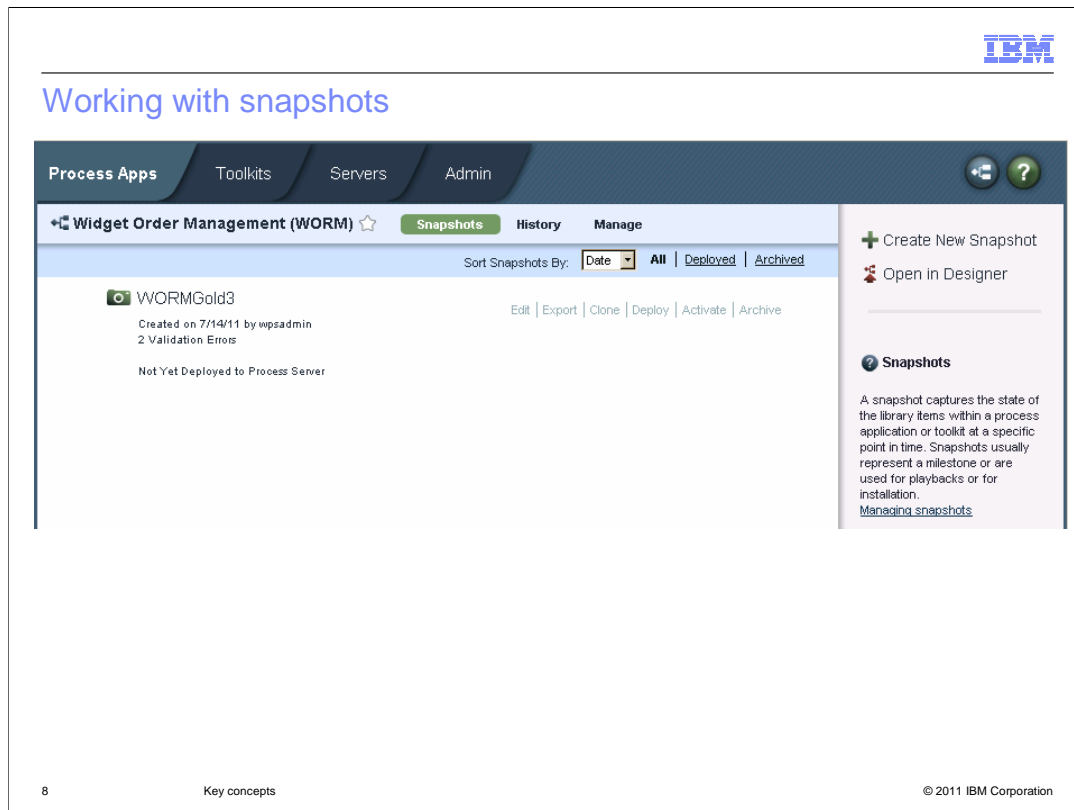 IBM
Working with snapshots
Process Apps Toolkits Servers Admin ?
Widget Order Management (WORM) Snapshots History Manage
Sort Snapshots By: Date All | Deployed | Archived
WORMGold3
Edit | Export | Clone | Deploy | Activate | Archive
Created on 7/14/11 by wpsadmin
2 Validation Errors
Not Yet Deployed to Process Server
Create New Snapshot
Open in Designer
? Snapshots
A snapshot captures the state of
the library items within a process
application or toolkit at a specific
point in time. Snapshots usually
represent a milestone or are
used for playbacks or for
installation.
Managing snapshots
8 Key concepts © 2011 IBM Corporation